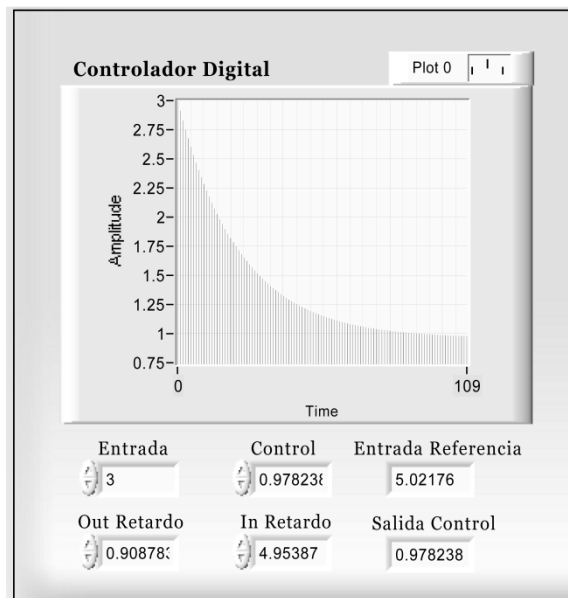 Controlador Digital
Plot 0
Amplitude
3
2.75
2.5
2.25
2
1.75
1.5
1.25
1
0.75
0
109
Time
Entrada
Control
Entrada Referencia
3
0.978238
5.02176
Out Retardo
In Retardo
Salida Control
0.908783
4.95387
0.978238